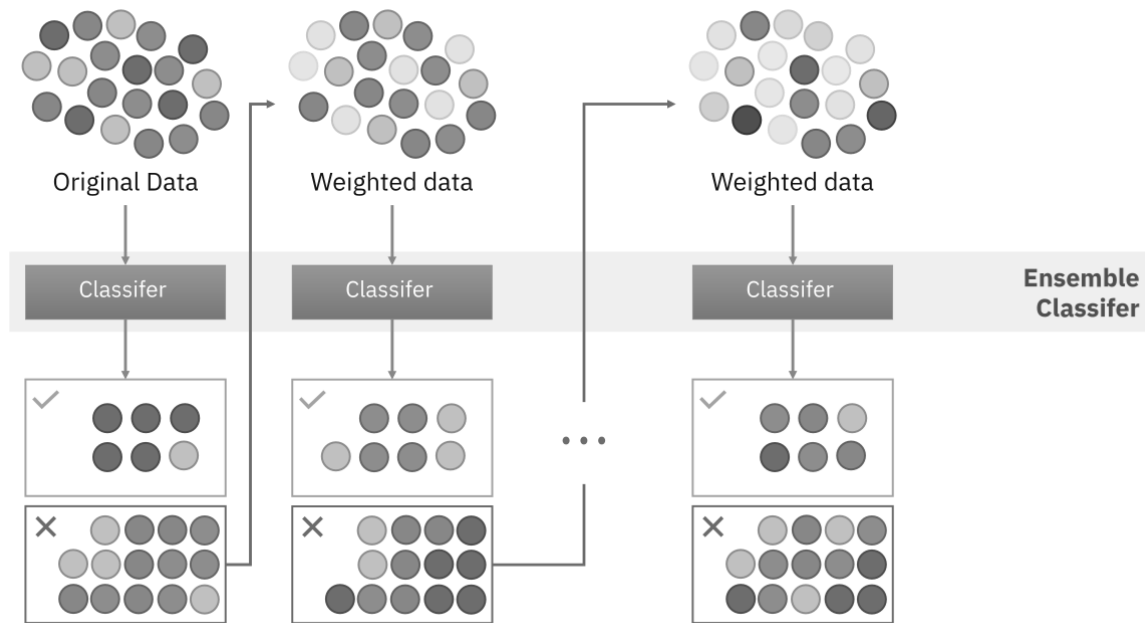 Original Data
Weighted data
Weighted data
Classifer
Classifer
Classifer
Ensemble
Classifer